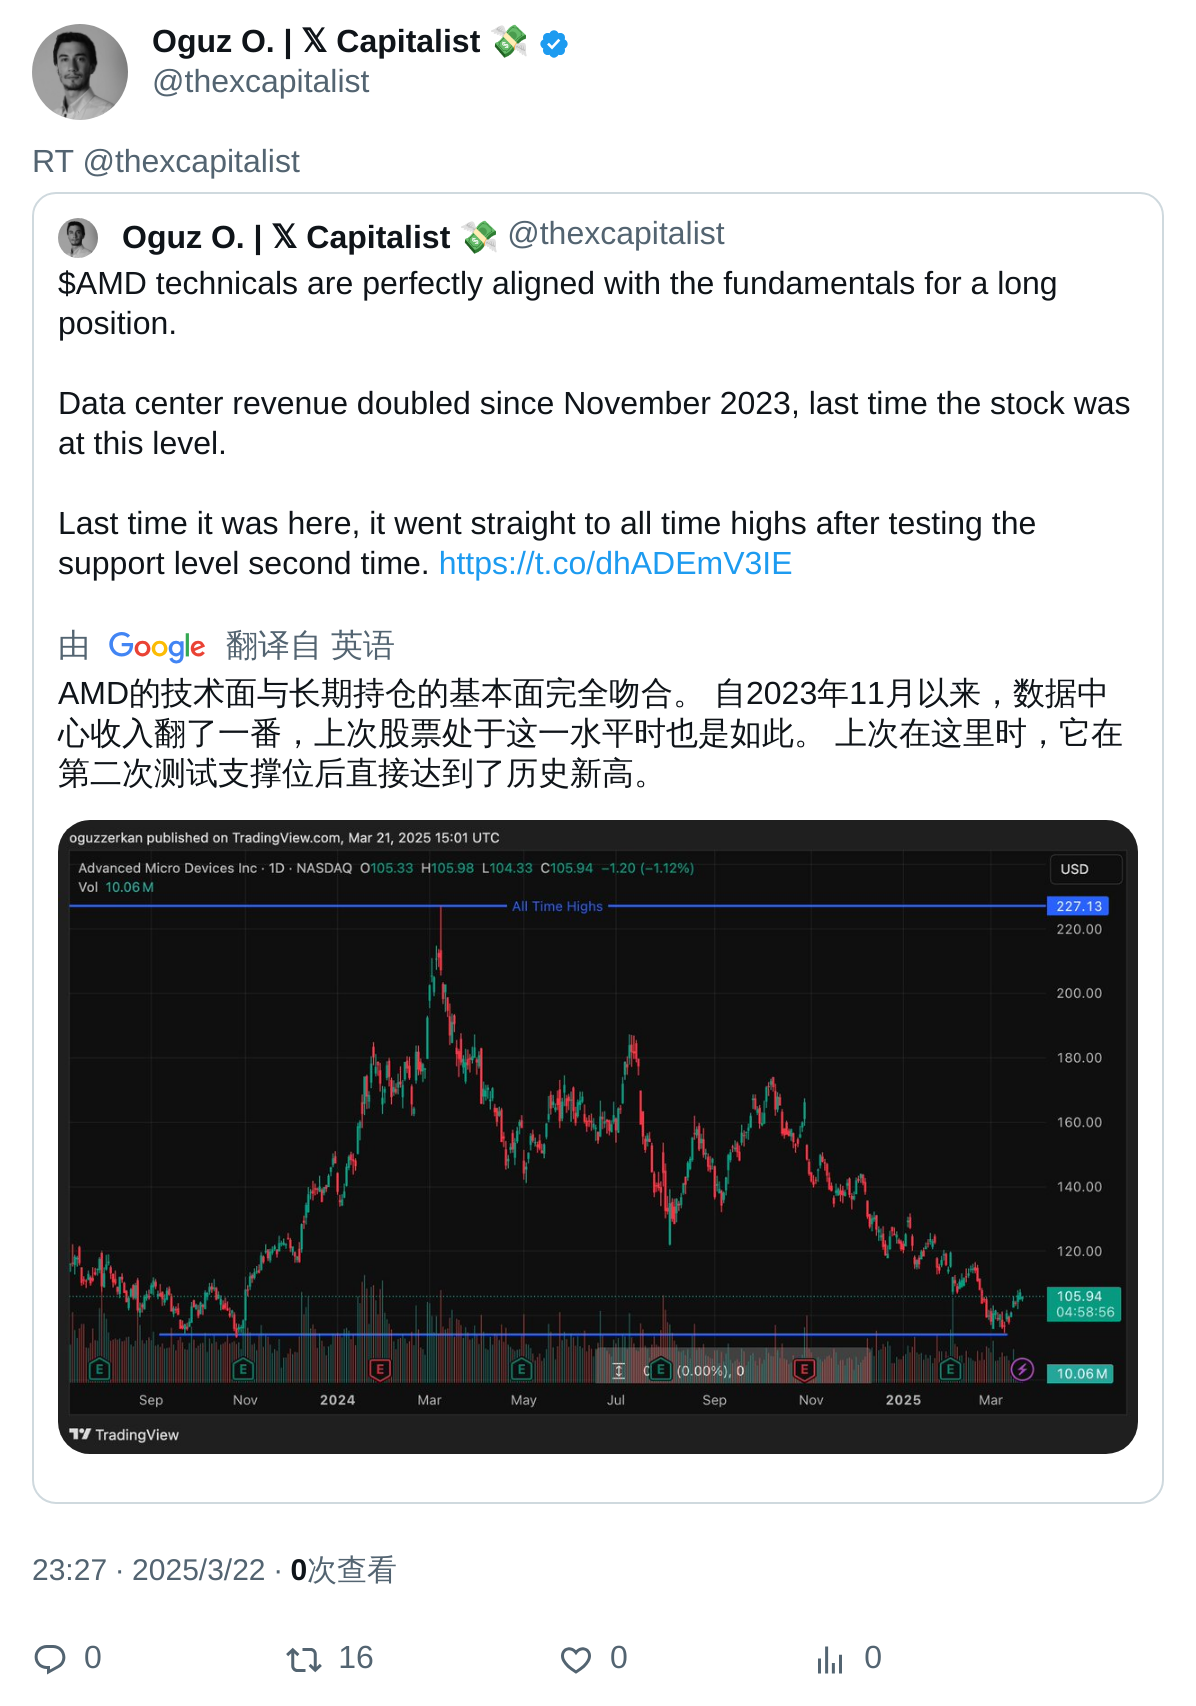 Oguz O. | 𝕏 Capitalist 💸
@thexcapitalist
RT @thexcapitalist
Oguz O. | 𝕏 Capitalist 💸 @thexcapitalist
$AMD technicals are perfectly aligned with the fundamentals for a long
position.
Data center revenue doubled since November 2023, last time the stock was
at this level.
Last time it was here, it went straight to all time highs after testing the
support level second time. https://t.co/dhADEmV3IE
由 Google 翻译自 英语
AMD的技术面与长期持仓的基本面完全吻合。 自2023年11月以来，数据中
心收入翻了一番，上次股票处于这一水平时也是如此。 上次在这里时，它在
第二次测试支撑位后直接达到了历史新高。
oguzzerkan published on TradingView.com, Mar 21, 2025 15:01 UTC
Advanced Micro Devices Inc · 1D · NASDAQ O105.33 H105.98 L104.33 C105.94 −1.20 (−1.12%)
USD
Vol 10.06 M
All Time Highs
227.13
220.00
200.00
180.00
160.00
140.00
120.00
105.94
04:58:56
E E E E 0 E (0.00%), 0 E E
10.06 M
Sep Nov 2024 Mar May Jul Sep Nov 2025 Mar
TradingView
23:27 · 2025/3/22 · 0次查看
0 16 0 0